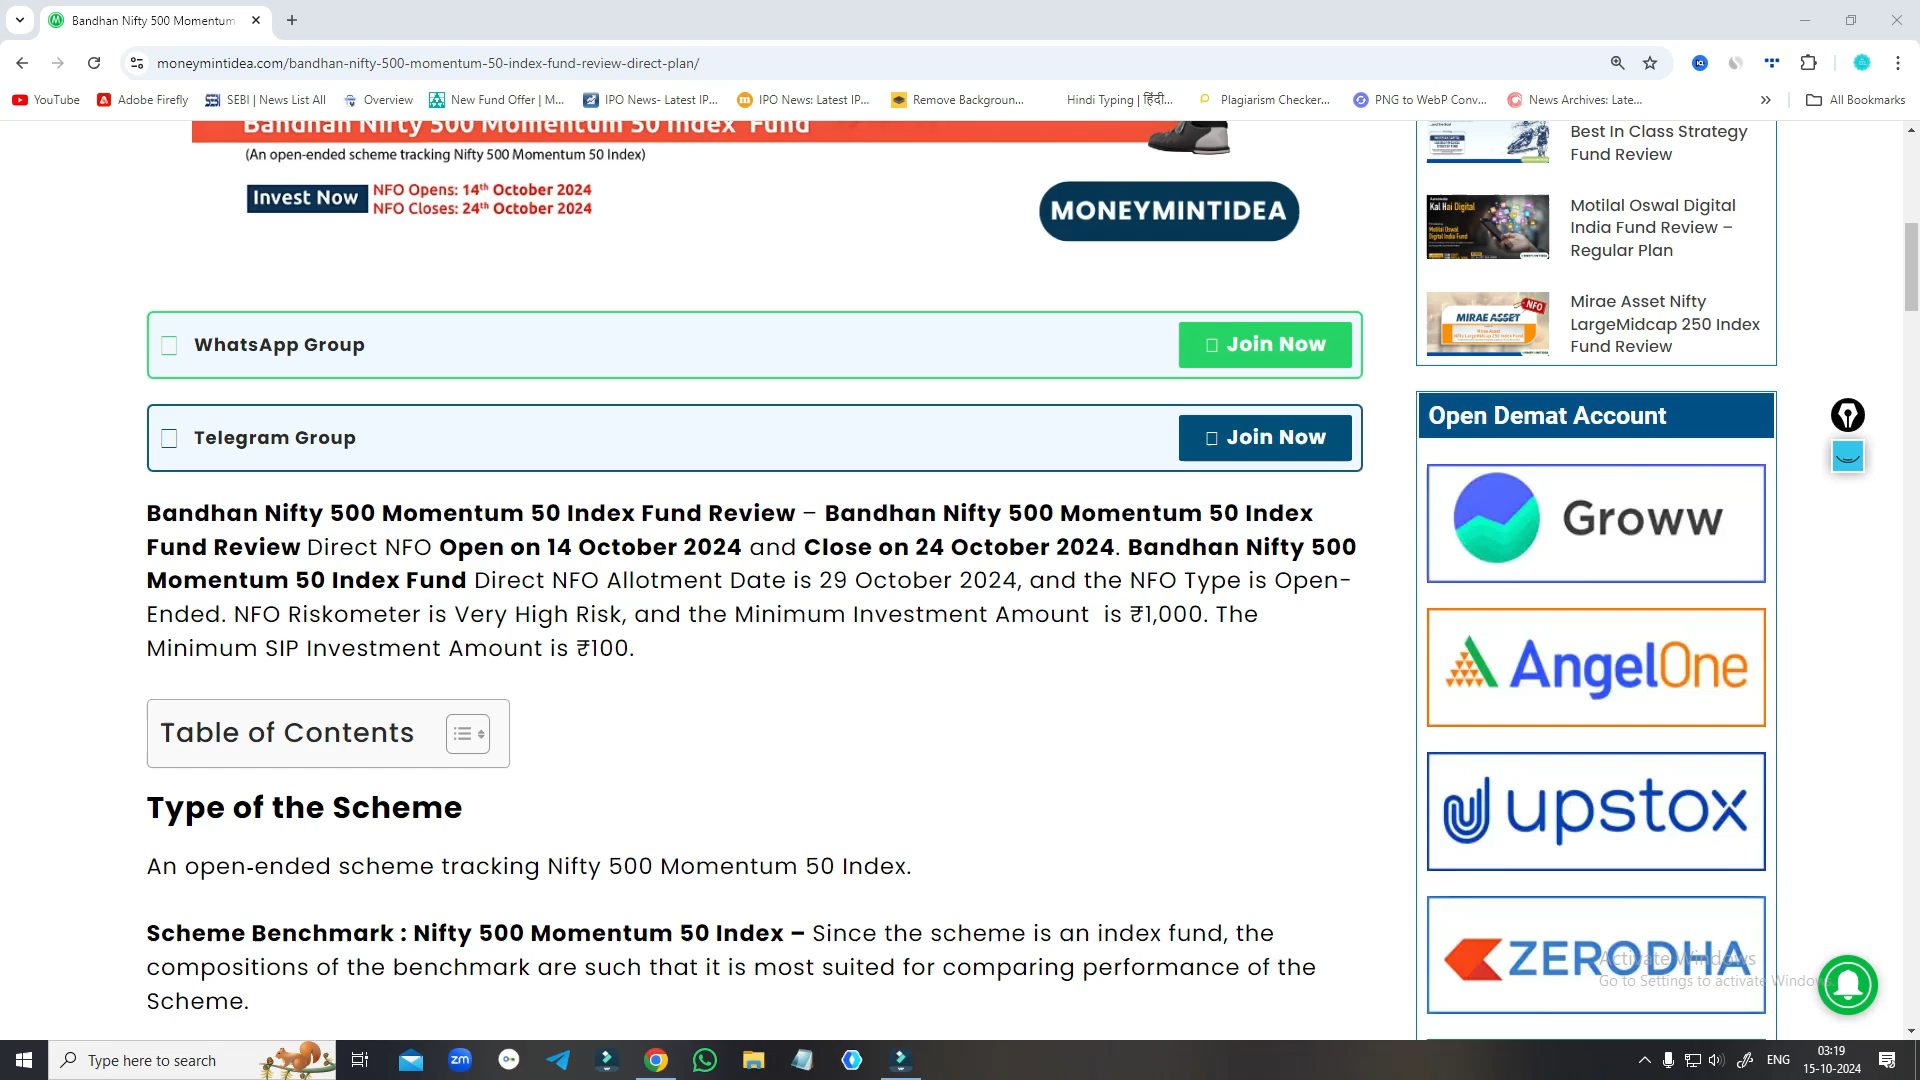 Bandhan Nifty 500 Momentum
moneymintidea.com/bandhan-nifty-500-momentum-50-index-fund-review-direct-plan/
YouTube
Adobe Firefly
SEBI | News List All
Overview
New Fund Offer | M...
IPO News- Latest IP...
IPO News: Latest IP...
Remove Backgroun...
Hindi Typing | हिंदी...
Plagiarism Checker...
PNG to WebP Conv...
News Archives: Late...
All Bookmarks
Bandhan Nifty 500 Momentum 50 Index Fund
(An open-ended scheme tracking Nifty 500 Momentum 50 Index)
Invest Now
NFO Opens: 14th October 2024
NFO Closes: 24th October 2024
MONEYMINTIDEA
WhatsApp Group
Join Now
Telegram Group
Join Now
Bandhan Nifty 500 Momentum 50 Index Fund Review – Bandhan Nifty 500 Momentum 50 Index
Fund Review Direct NFO Open on 14 October 2024 and Close on 24 October 2024. Bandhan Nifty 500
Momentum 50 Index Fund Direct NFO Allotment Date is 29 October 2024, and the NFO Type is Open-
Ended. NFO Riskometer is Very High Risk, and the Minimum Investment Amount is ₹1,000. The
Minimum SIP Investment Amount is ₹100.
Table of Contents
Type of the Scheme
An open-ended scheme tracking Nifty 500 Momentum 50 Index.
Scheme Benchmark : Nifty 500 Momentum 50 Index – Since the scheme is an index fund, the
compositions of the benchmark are such that it is most suited for comparing performance of the
Scheme.
Best In Class Strategy
Fund Review
Kal Hai Digital
Motilal Oswal Digital
India Fund Review –
Regular Plan
NFO
MIRAE ASSET
Mirae Asset Nifty
LargeMidcap 250 Index
Fund Review
Open Demat Account
Groww
AngelOne
upstox
ZERODHA
Activate Windows
Go to Settings to activate Windows.
Type here to search
zm
ENG
03:19
15-10-2024